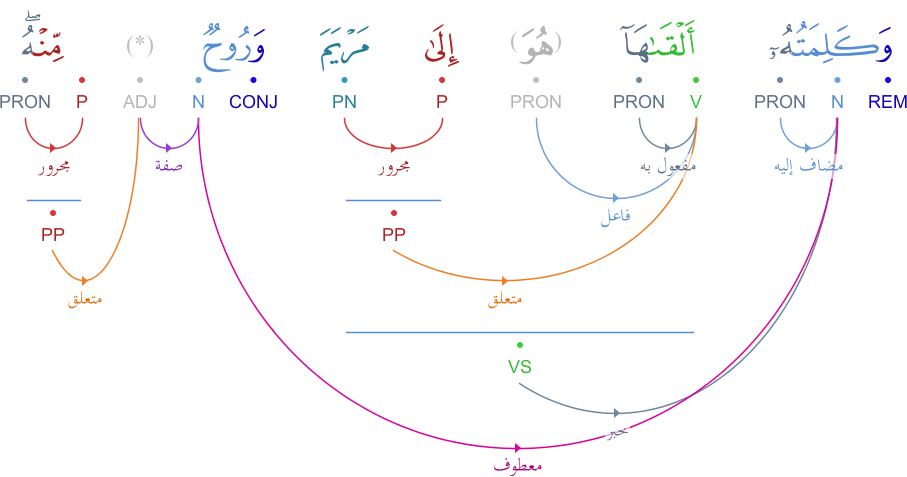 وَكَلِمَتُهُۥٓ أَلْقَىٰهَآ (هُوَ) إِلَىٰ مَرْيَمَ وَرُوحٌ (*) مِّنْهُ ۖ
REM N PRON V PRON PRON P PN CONJ N ADJ P PRON
مضاف إليه مفعول به مجرور صفة مجرور
فاعل
PP PP
متعلق متعلق
VS
خبر
معطوف